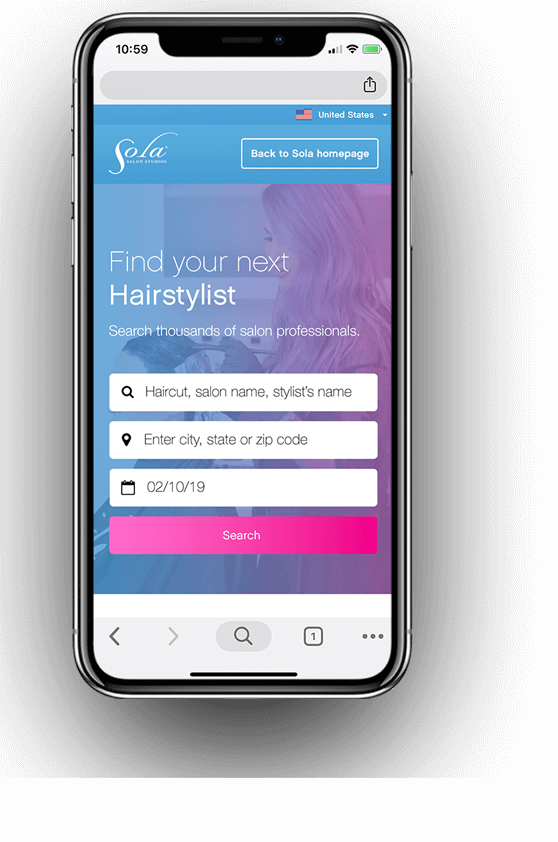 10:59
United States
Sola
SALON STUDIOS
Back to Sola homepage
Find your next
Hairstylist
Search thousands of salon professionals.
Haircut, salon name, stylist's name
Enter city, state or zip code
02/10/19
Search
1